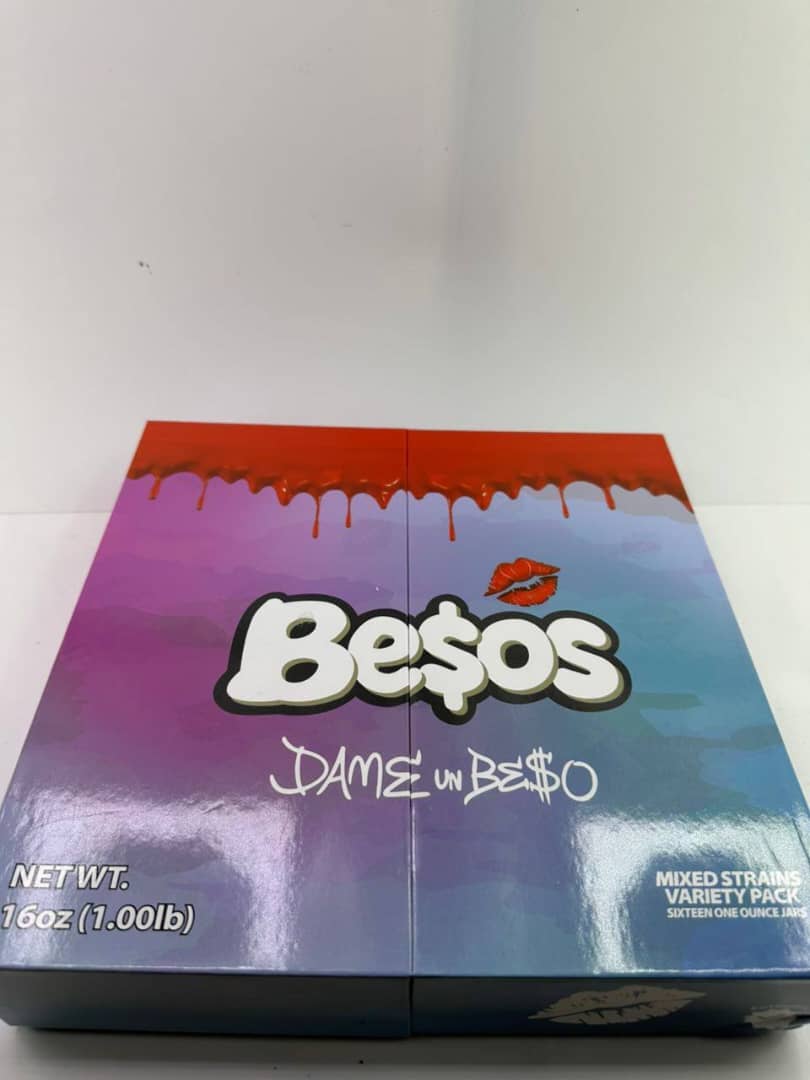 Be$os
DAME UN BE$O
NET WT.
16oz (1.00lb)
MIXED STRAINS
VARIETY PACK
SIXTEEN ONE OUNCE JARS